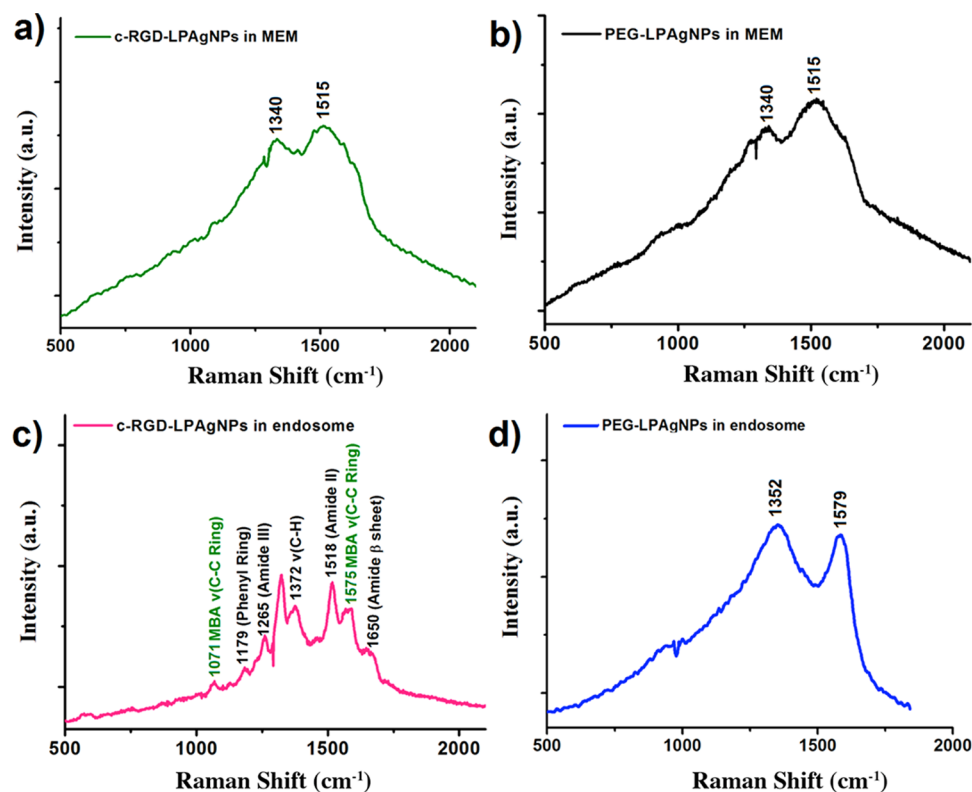 a)
c-RGD-LPAgNPs in MEM
1340
1515
Intensity (a.u.)
500
1000
1500
2000
Raman Shift (cm-1)
b)
PEG-LPAgNPs in MEM
1340
1515
Intensity (a.u.)
500
1000
1500
2000
Raman Shift (cm-1)
c)
c-RGD-LPAgNPs in endosome
1071 MBA v(C-C Ring)
1179 (Phenyl Ring)
1265 (Amide III)
1372 v(C-H)
1518 (Amide II)
1575 MBA v(C-C Ring)
1650 (Amide β sheet)
Intensity (a.u.)
500
1000
1500
2000
Raman Shift (cm-1)
d)
PEG-LPAgNPs in endosome
1352
1579
Intensity (a.u.)
500
1000
1500
2000
Raman Shift (cm-1)